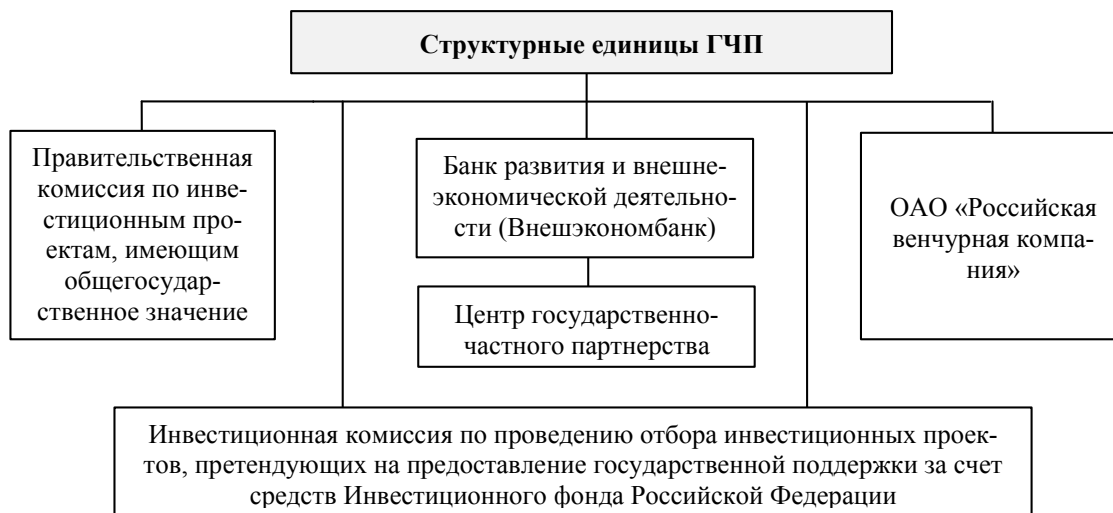 Структурные единицы ГЧП
Правительственная
комиссия по инве-
стиционным про-
ектам, имеющим
общегосудар-
ственное значение
Банк развития и внешне-
экономической деятельно-
сти (Внешэкономбанк)
Центр государственно-
частного партнерства
ОАО «Российская
венчурная компа-
ния»
Инвестиционная комиссия по проведению отбора инвестиционных проек-
тов, претендующих на предоставление государственной поддержки за счет
средств Инвестиционного фонда Российской Федерации